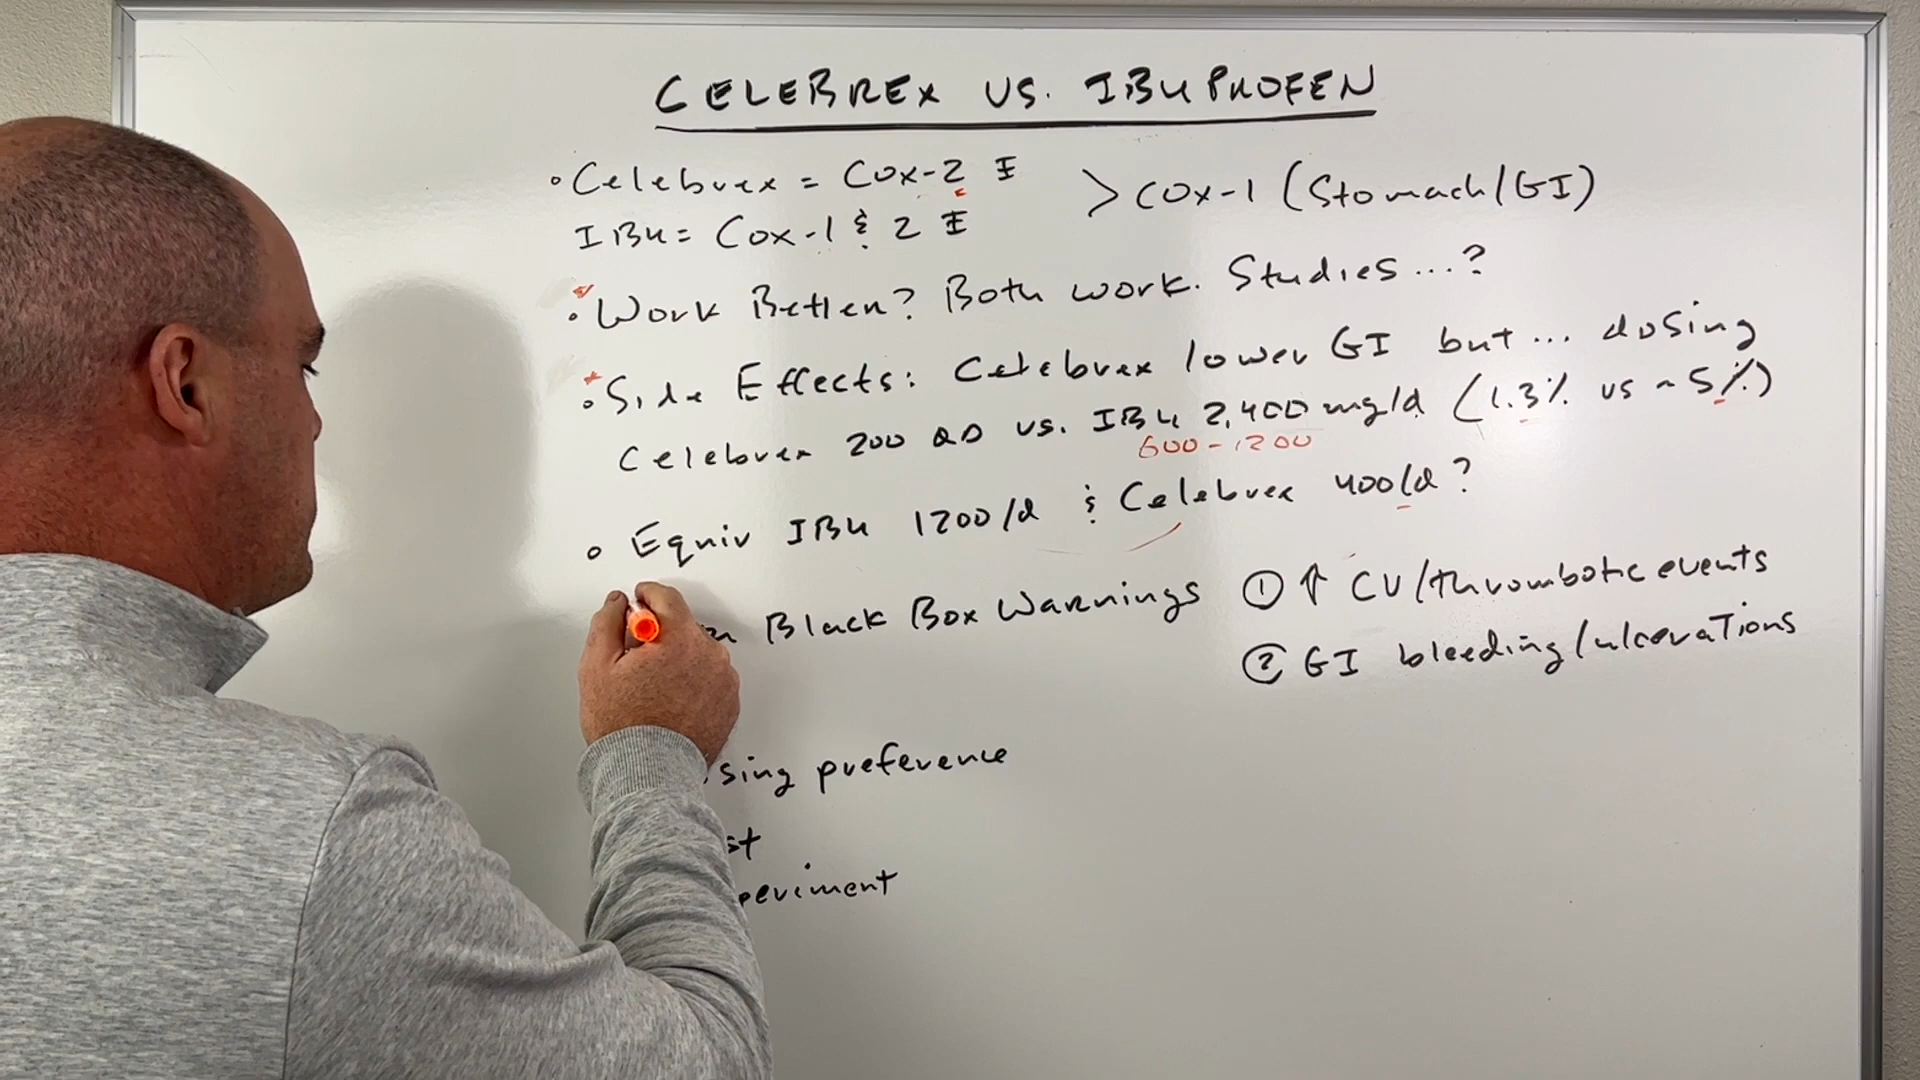 CELEBREX VS. IBUPROFEN
Celebrex = Cox-2 I
IBU = Cox-1 & 2 I
> COX-1 (Stomach/GI)
Work Better? Both work. Studies...?
Side Effects: Celebrex lower GI but... dosing
Celebrex 200 QD vs. IBU 2,400 mg/d (1.3% vs ~5%)
600-1200
Equiv IBU 1200/d & Celebrex 400/d?
Black Box Warnings ① ↑ CV/thrombotic events
② GI bleeding/ulcerations
sing preference
st
periment